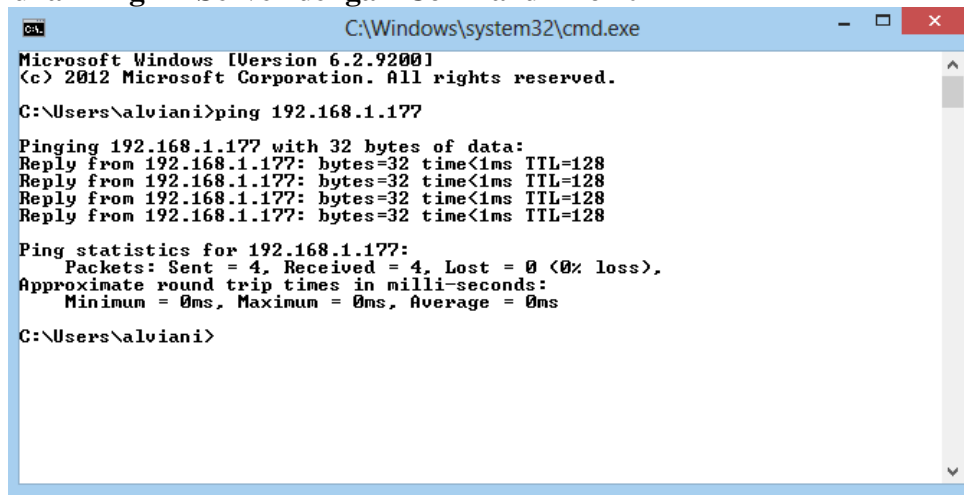 C:\Windows\system32\cmd.exe
Microsoft Windows [Version 6.2.9200]
(c) 2012 Microsoft Corporation. All rights reserved.
C:\Users\alviani>ping 192.168.1.177
Pinging 192.168.1.177 with 32 bytes of data:
Reply from 192.168.1.177: bytes=32 time<1ms TTL=128
Reply from 192.168.1.177: bytes=32 time<1ms TTL=128
Reply from 192.168.1.177: bytes=32 time<1ms TTL=128
Reply from 192.168.1.177: bytes=32 time<1ms TTL=128
Ping statistics for 192.168.1.177:
Packets: Sent = 4, Received = 4, Lost = 0 (0% loss),
Approximate round trip times in milli-seconds:
Minimum = 0ms, Maximum = 0ms, Average = 0ms
C:\Users\alviani>